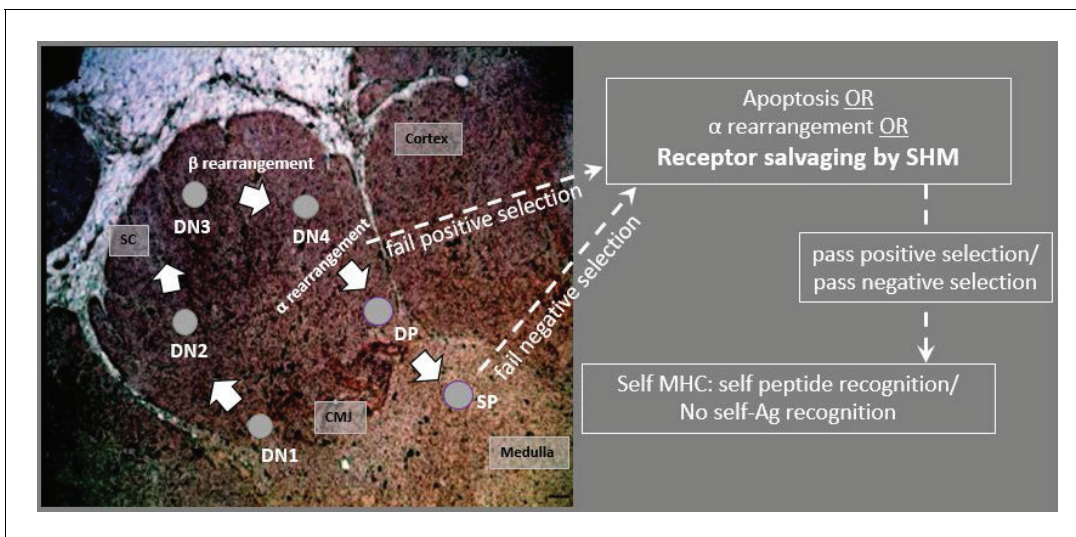 Cortex
β rearrangement
DN3
DN4
SC
α rearrangement
fail positive selection
DN2
DP
fail negative selection
SP
CMJ
DN1
Medulla
Apoptosis OR
α rearrangement OR
Receptor salvaging by SHM
pass positive selection/
pass negative selection
Self MHC: self peptide recognition/
No self-Ag recognition